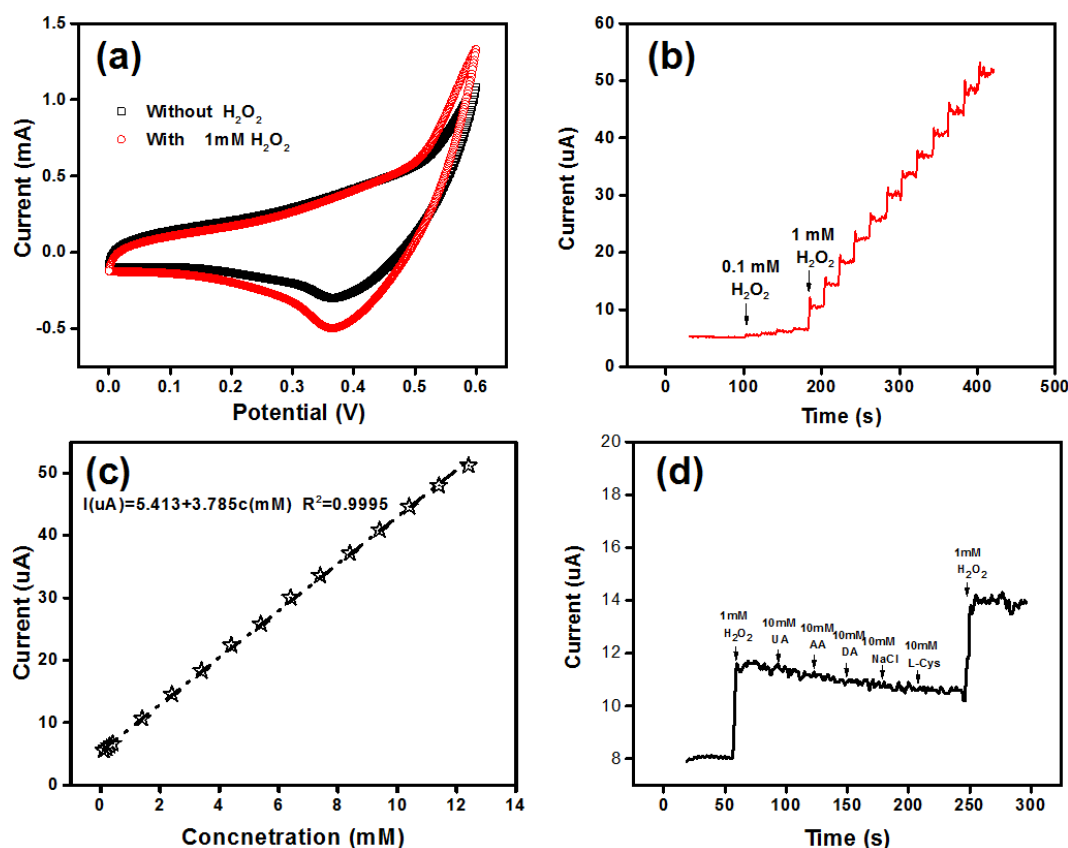 (a)
Without H₂O₂
With 1mM H₂O₂
Current (mA)
1.5
1.0
0.5
0.0
-0.5
0.0 0.1 0.2 0.3 0.4 0.5 0.6
Potential (V)
(b)
Current (uA)
60
50
40
30
20
10
0
0.1 mM
H₂O₂
1 mM
H₂O₂
0 100 200 300 400 500
Time (s)
(c)
I(uA)=5.413+3.785c(mM) R²=0.9995
Current (uA)
50
40
30
20
10
0
0 2 4 6 8 10 12 14
Concnetration (mM)
(d)
Current (uA)
20
18
16
14
12
10
8
1mM
H₂O₂
10mM
UA
10mM
AA
10mM
DA
10mM
NaCl
10mM
L-Cys
1mM
H₂O₂
0 50 100 150 200 250 300
Time (s)